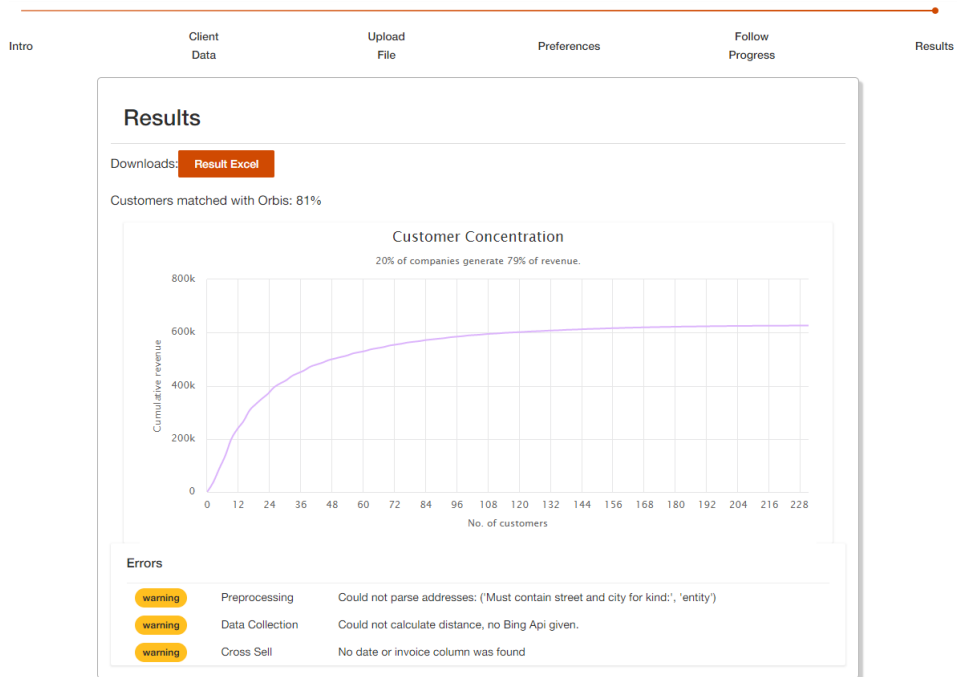 Intro
Client
Data
Upload
File
Preferences
Follow
Progress
Results
Results
Downloads: Result Excel
Customers matched with Orbis: 81%
Customer Concentration
20% of companies generate 79% of revenue.
800k
600k
400k
200k
0
Cumulative revenue
0 12 24 36 48 60 72 84 96 108 120 132 144 156 168 180 192 204 216 228
No. of customers
Errors
warning Preprocessing Could not parse addresses: ('Must contain street and city for kind:', 'entity')
warning Data Collection Could not calculate distance, no Bing Api given.
warning Cross Sell No date or invoice column was found